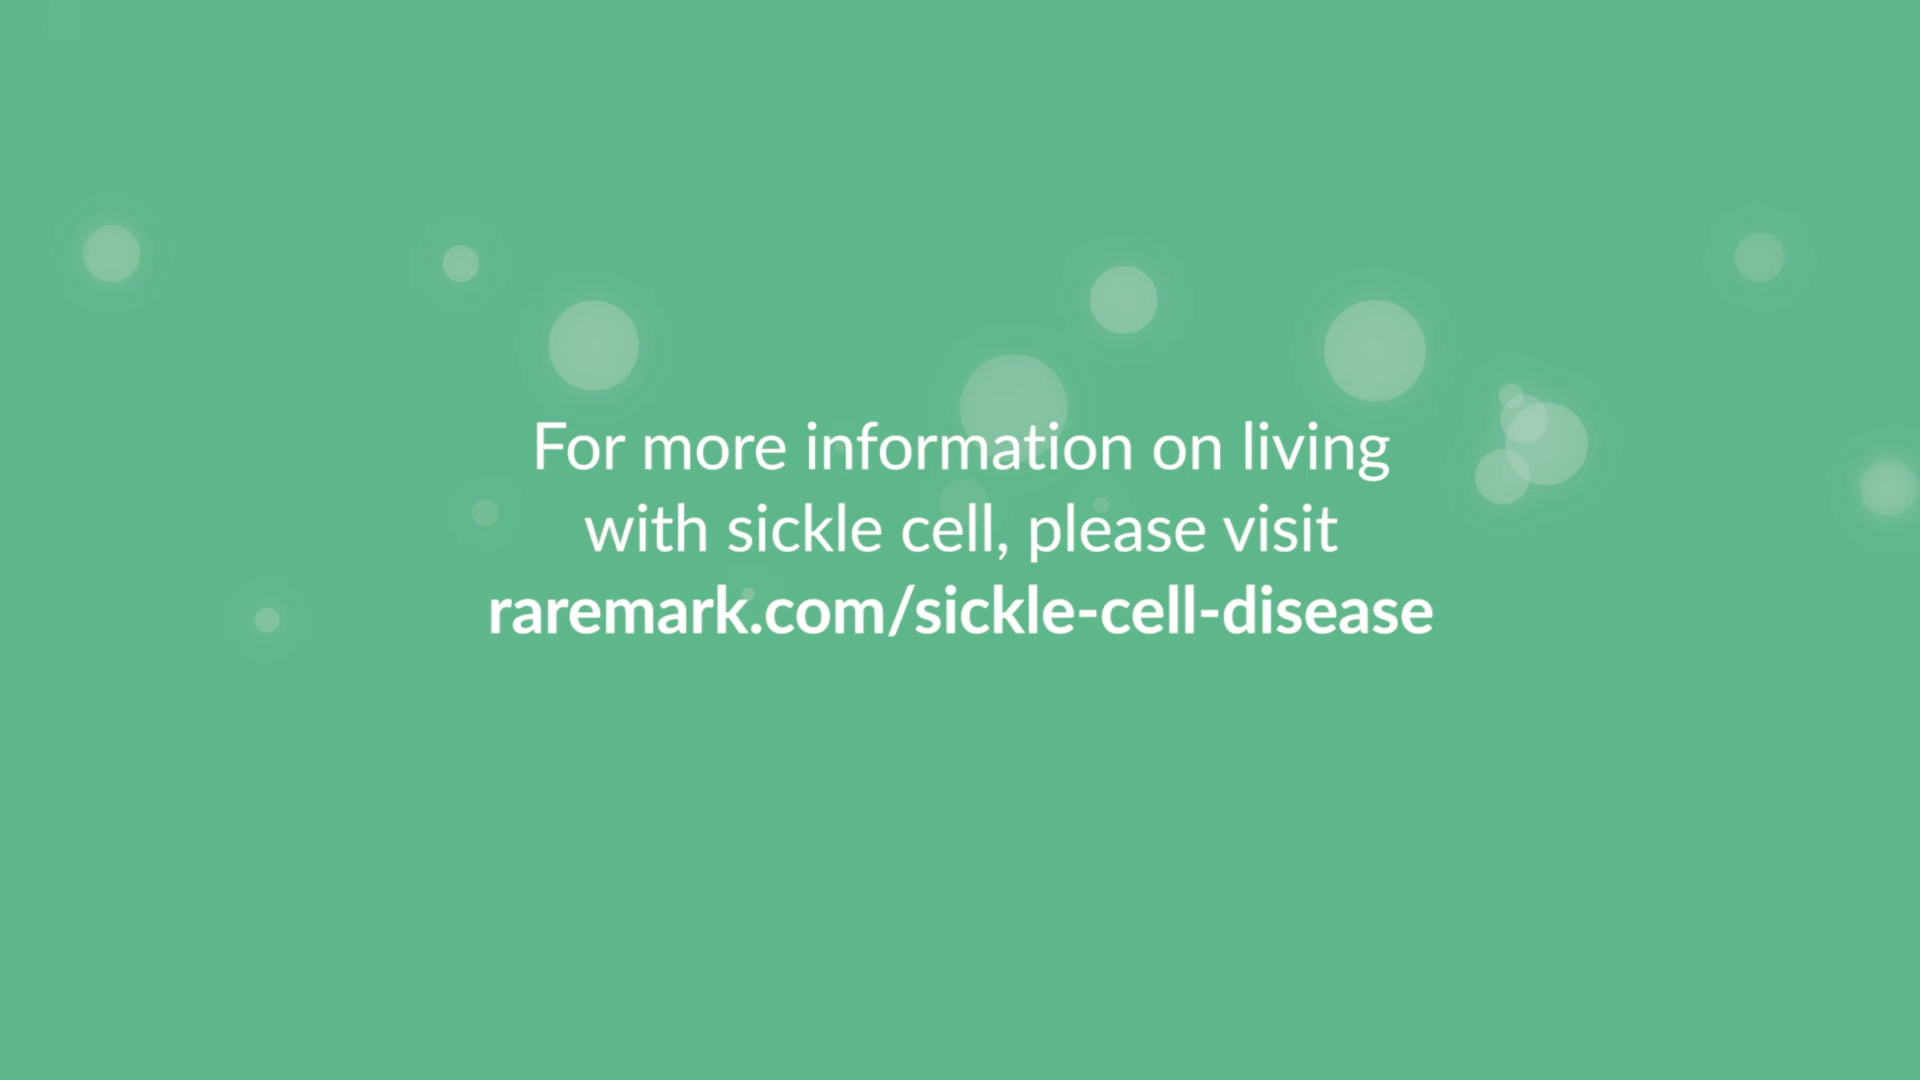 For more information on living
with sickle cell, please visit
raremark.com/sickle-cell-disease